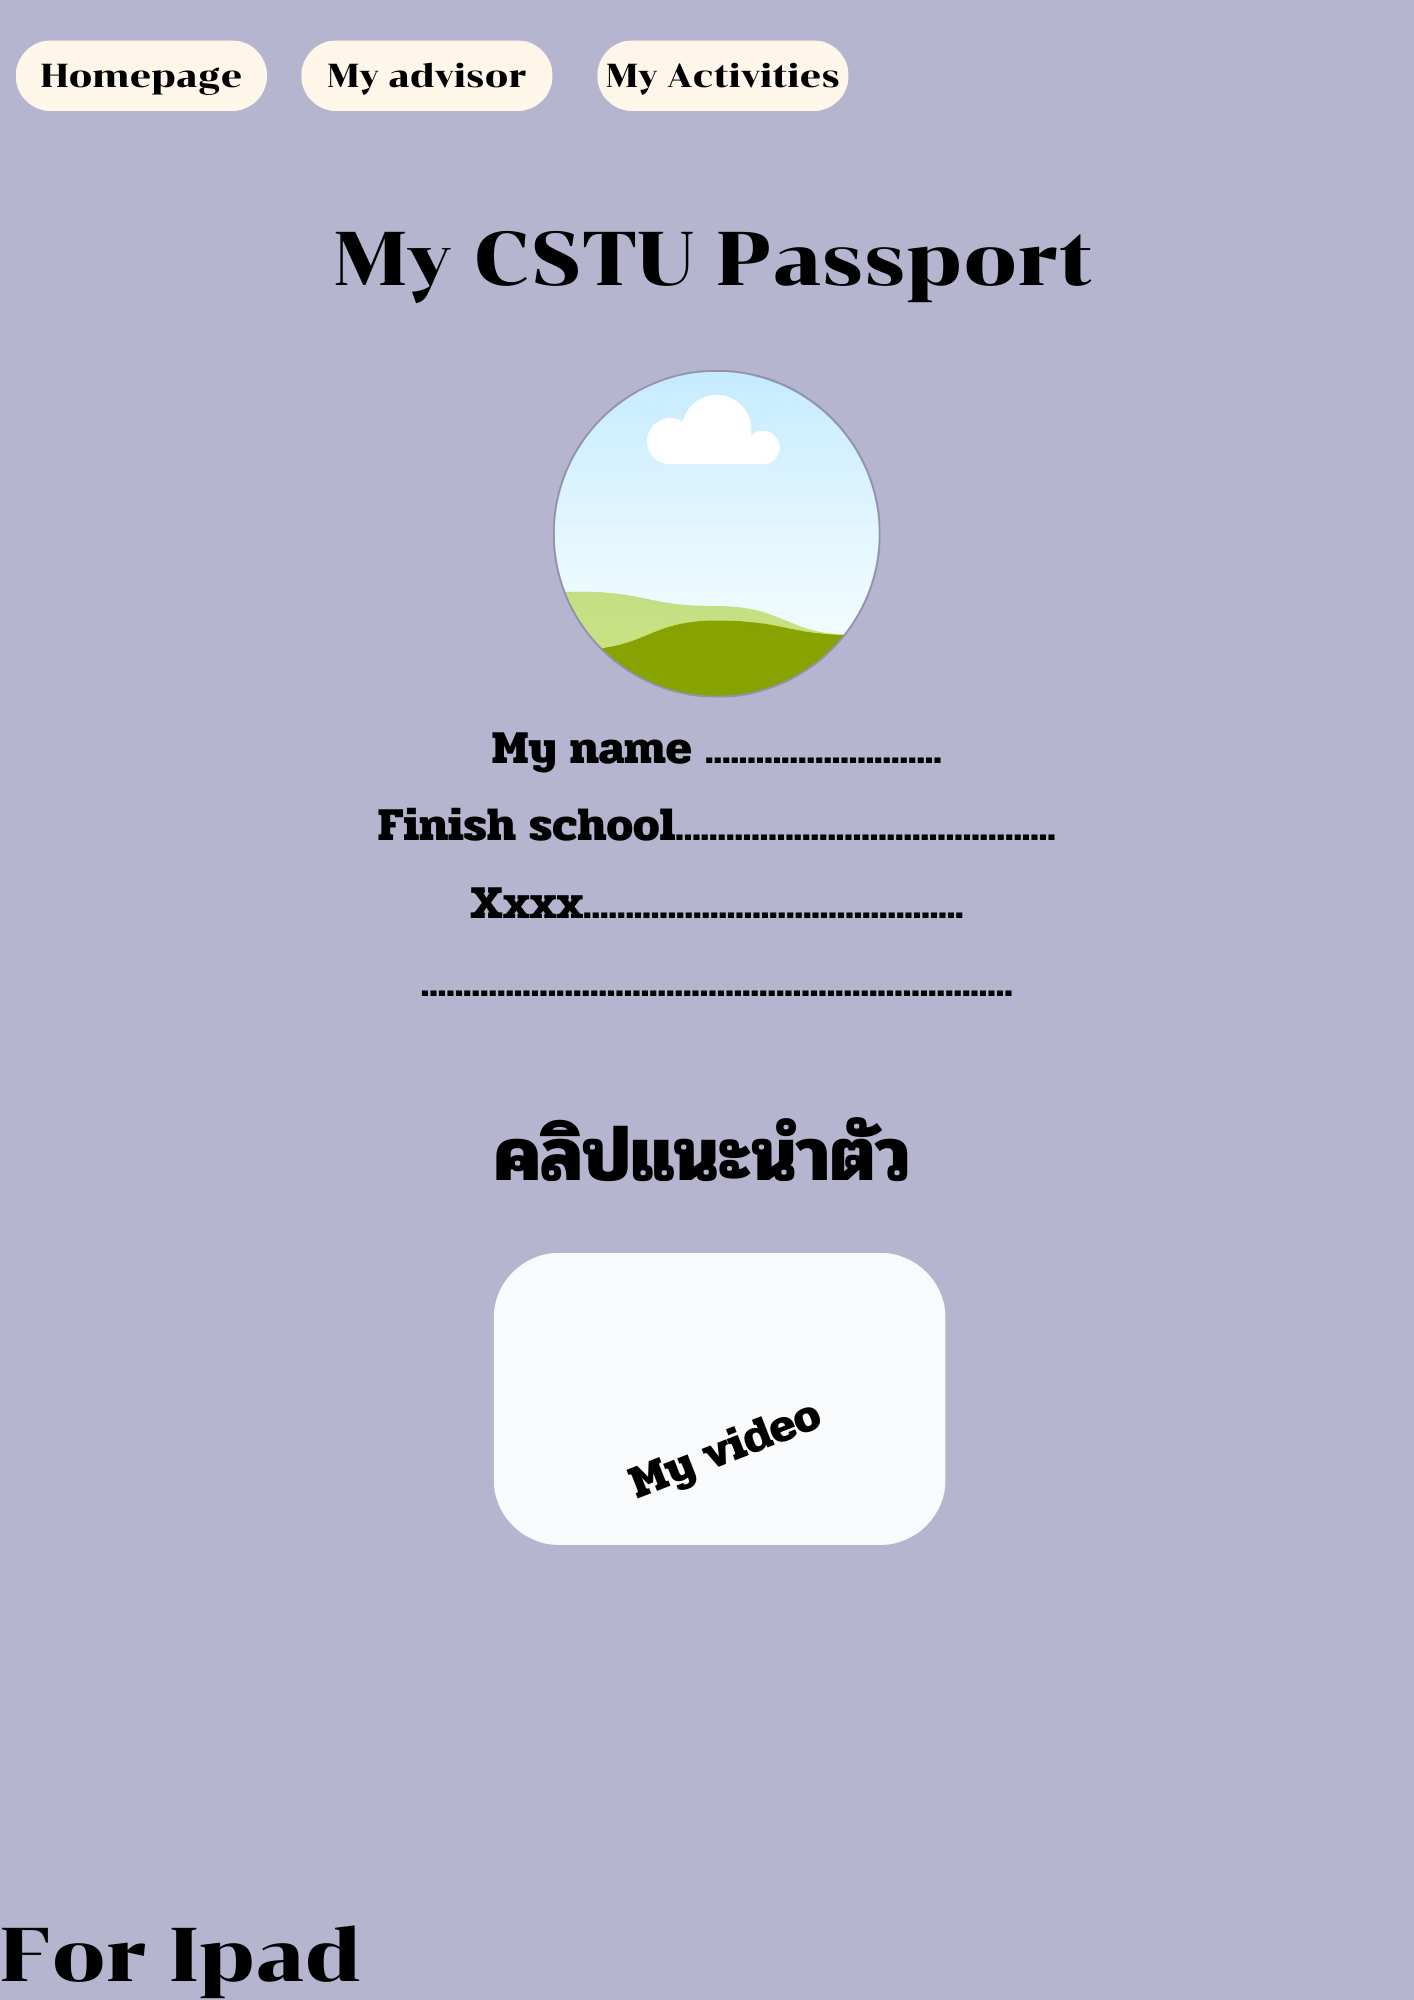 Homepage
My advisor
My Activities
My CSTU Passport
My name ............................
Finish school.............................................
Xxxx.............................................
......................................................................
คลิปแนะนำตัว
My video
For Ipad